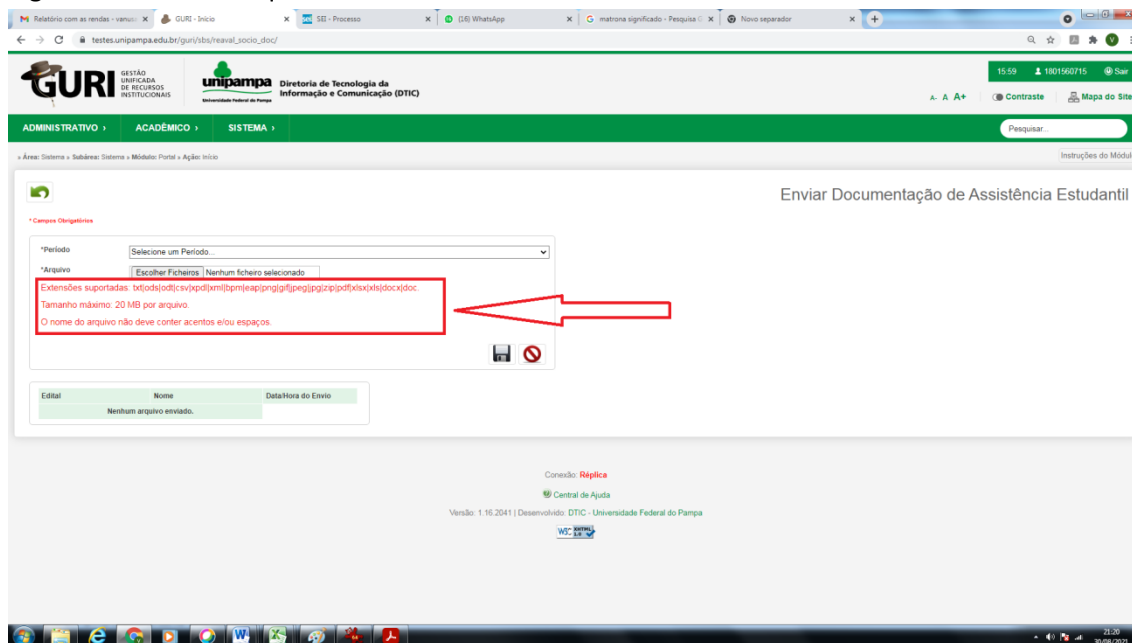 Relatório com as rendas - vanus
GURI - Início
SEI - Processo
(16) WhatsApp
matrona significado - Pesquisa
Novo separador
testes.unipampa.edu.br/guri/sbs/reaval_socio_doc/
GURI
GESTÃO
UNIFICADA
DE RECURSOS
INSTITUCIONAIS
unipampa
Universidade Federal do Pampa
Diretoria de Tecnologia da
Informação e Comunicação (DTIC)
15:59 1801560715 Sair
A- A A+ Contraste Mapa do Site
ADMINISTRATIVO › ACADÊMICO › SISTEMA ›
Pesquisar...
» Área: Sistema » Subárea: Sistema » Módulo: Portal » Ação: Início
Instruções do Módul
Enviar Documentação de Assistência Estudantil
* Campos Obrigatórios
*Período Selecione um Período...
*Arquivo Escolher Ficheiros Nenhum ficheiro selecionado
Extensões suportadas: txt|ods|odt|csv|xpdl|xml|bpm|eap|png|gif|jpeg|jpg|zip|pdf|xlsx|xls|docx|doc.
Tamanho máximo: 20 MB por arquivo.
O nome do arquivo não deve conter acentos e/ou espaços.
Edital Nome Data/Hora do Envio
Nenhum arquivo enviado.
Conexão: Réplica
Central de Ajuda
Versão: 1.16.2041 | Desenvolvido: DTIC - Universidade Federal do Pampa
W3C XHTML 1.0
21:20
30/08/2021